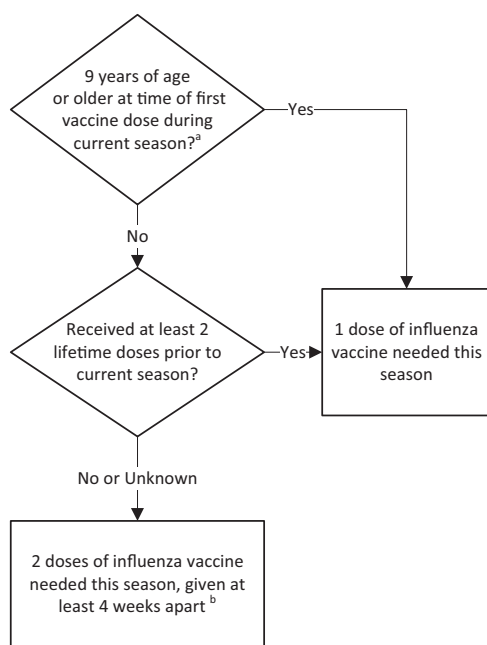 9 years of age
or older at time of first
vaccine dose during
current season?a
Yes
No
Received at least 2
lifetime doses prior to
current season?
Yes
1 dose of influenza
vaccine needed this
season
No or Unknown
2 doses of influenza vaccine
needed this season, given at
least 4 weeks apart b